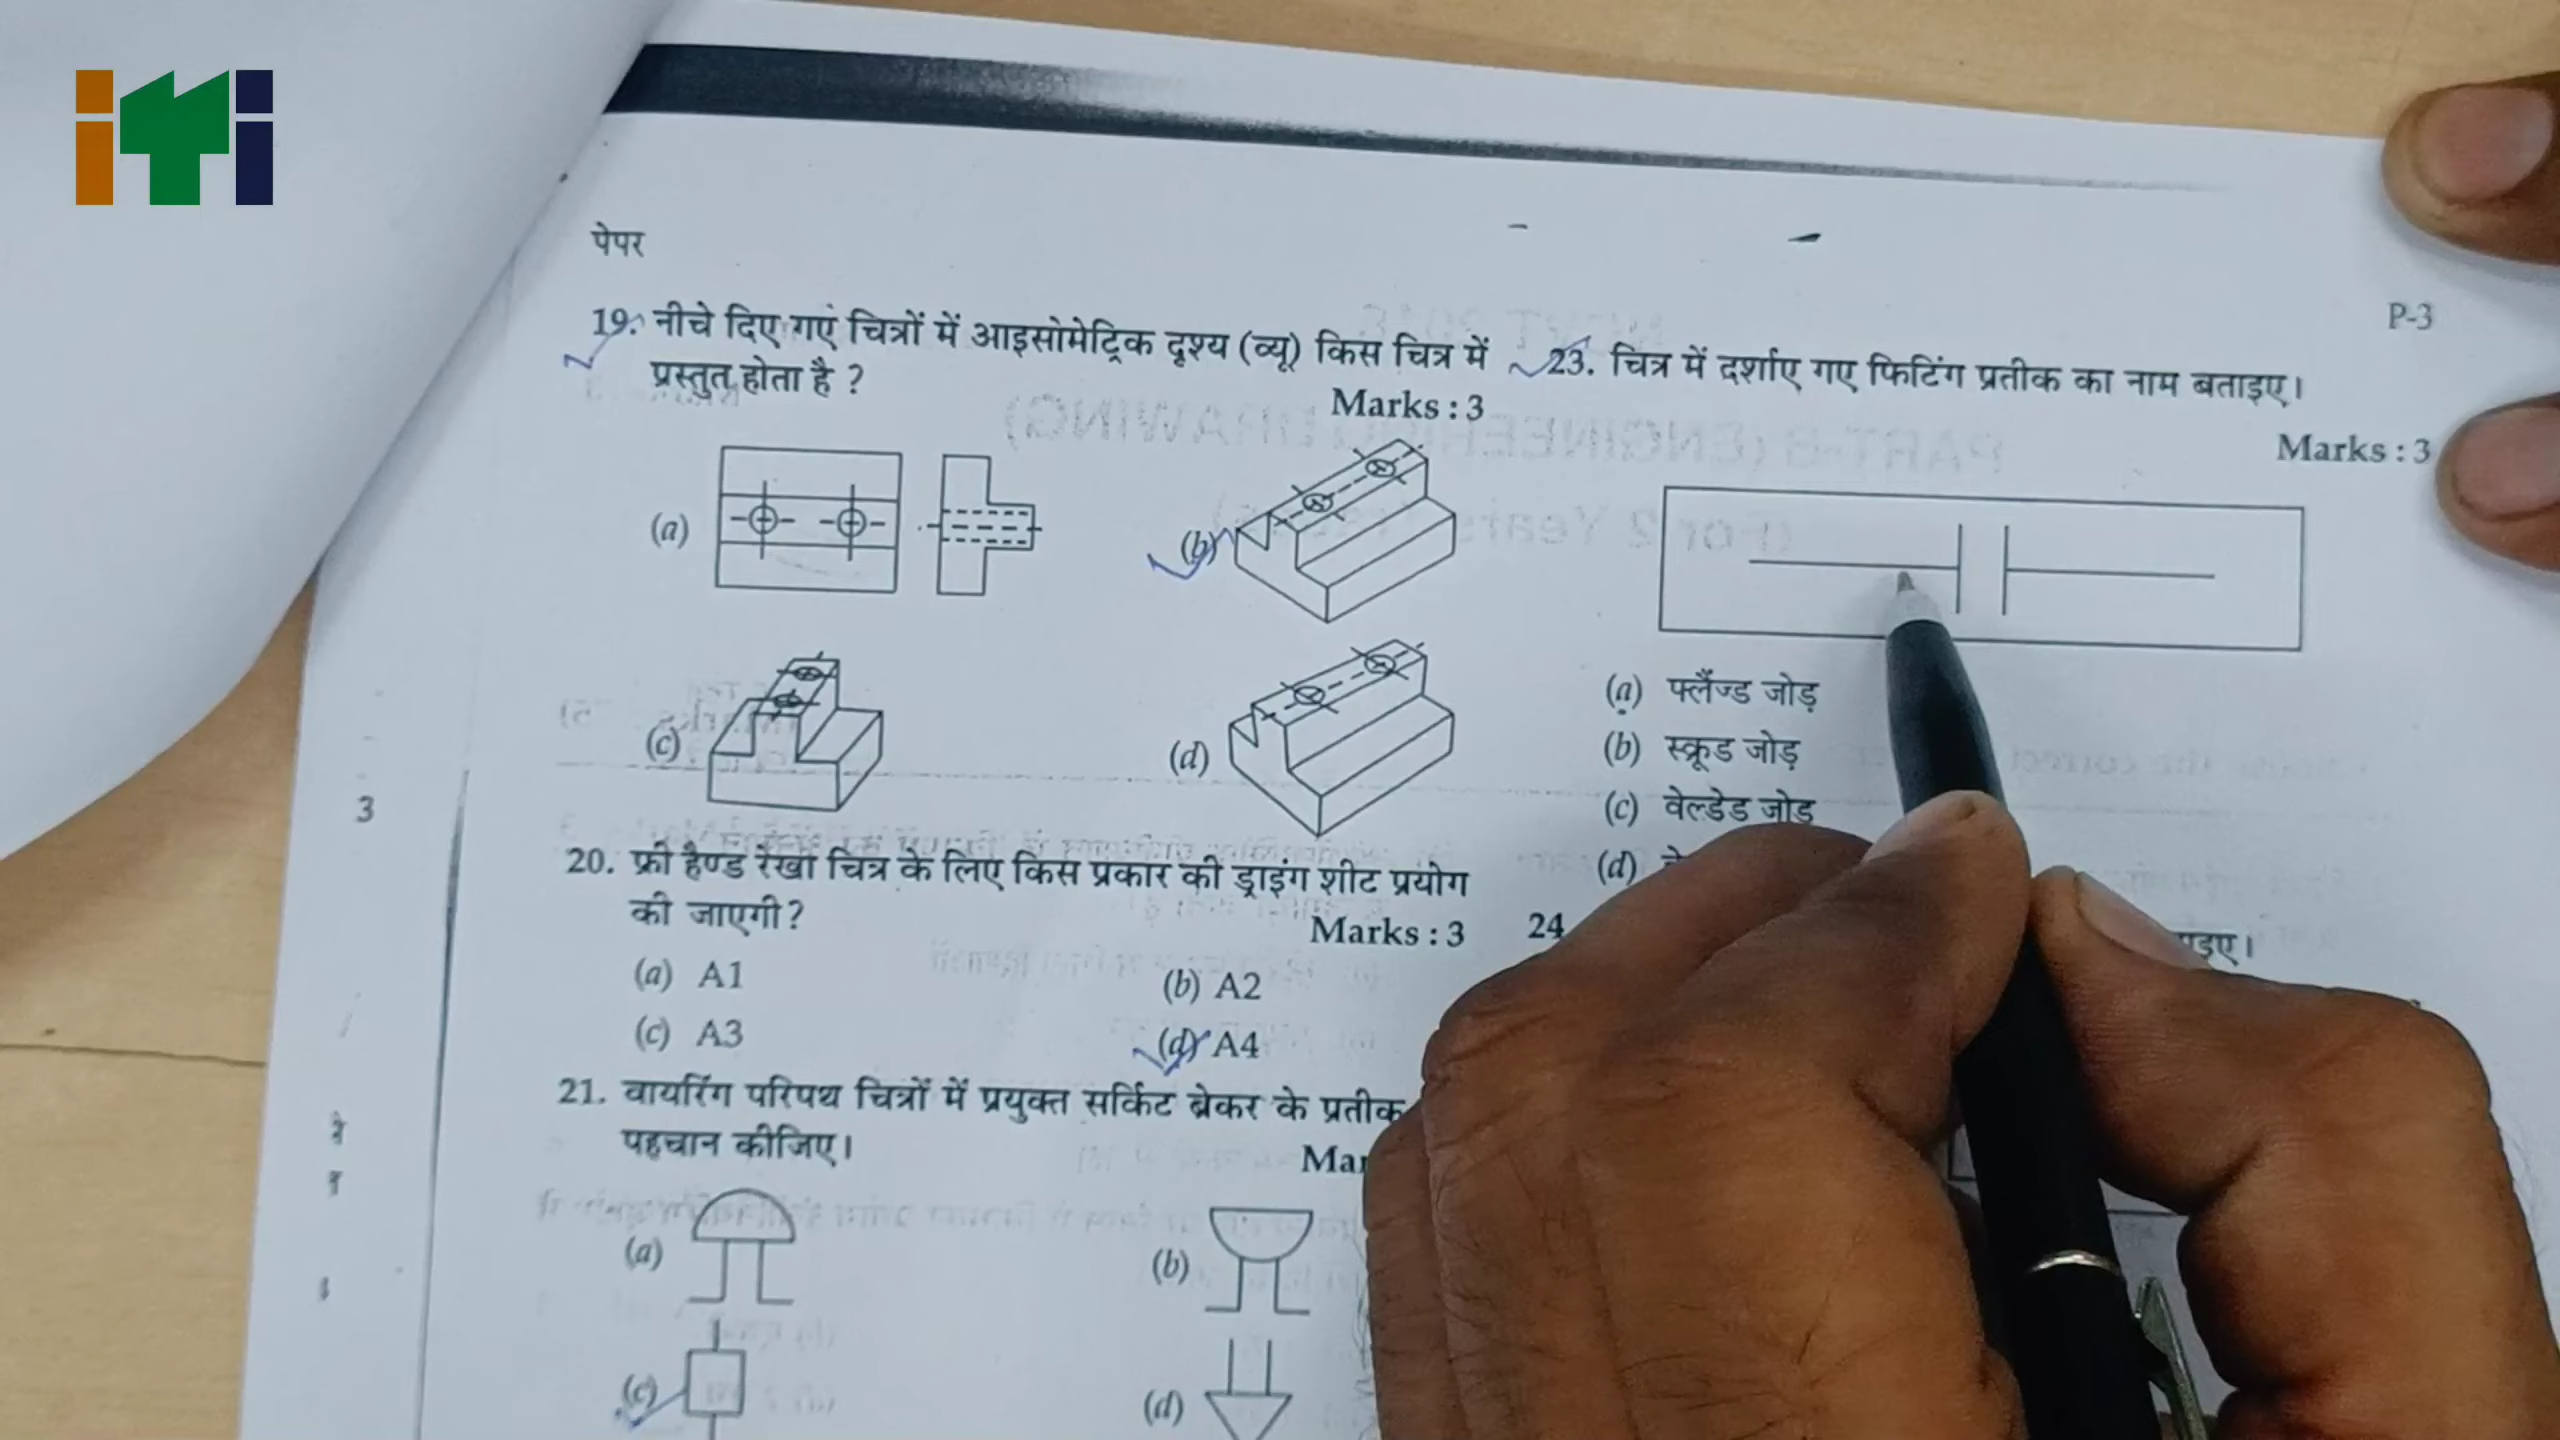 iTi
पेपर
P-3
19. नीचे दिए गएं चित्रों में आइसोमेट्रिक दृश्य (व्यू) किस चित्र में
प्रस्तुत होता है ?
Marks : 3
(a)
(b)
(c)
(d)
20. फ्री हैण्ड रेखा चित्र के लिए किस प्रकार की ड्राइंग शीट प्रयोग
की जाएगी?
Marks : 3
(a) A1
(b) A2
(c) A3
(d) A4
21. वायरिंग परिपथ चित्रों में प्रयुक्त सर्किट ब्रेकर के प्रतीक
पहचान कीजिए।
(a)
(b)
(c)
(d)
23. चित्र में दर्शाए गए फिटिंग प्रतीक का नाम बताइए।
Marks : 3
(a) फ्लैंज्ड जोड़
(b) स्क्रूड जोड़
(c) वेल्डेड जोड़
(d)
24
3